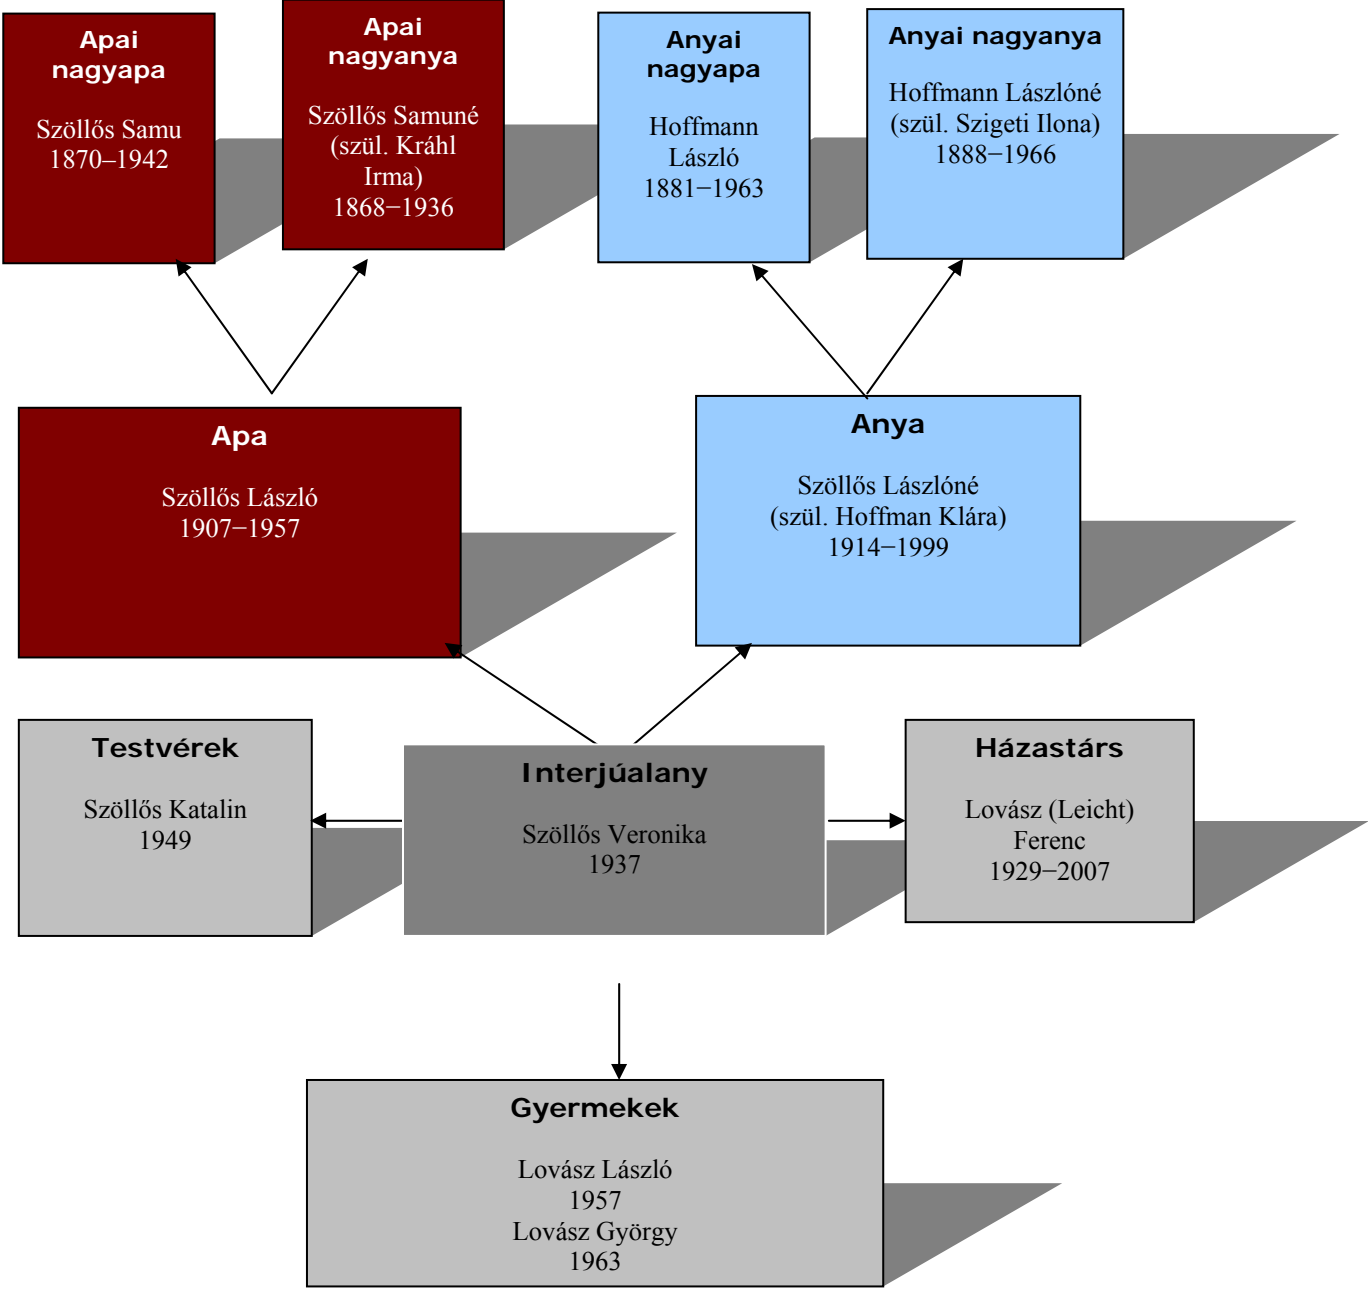 Apai
nagyapa
Szöllős Samu
1870–1942
Apai
nagyanya
Szöllős Samuné
(szül. Kráhl
Irma)
1868−1936
Anyai
nagyapa
Hoffmann
László
1881−1963
Anyai nagyanya
Hoffmann Lászlóné
(szül. Szigeti Ilona)
1888−1966
Apa
Szöllős László
1907−1957
Anya
Szöllős Lászlóné
(szül. Hoffman Klára)
1914−1999
Testvérek
Szöllős Katalin
1949
Interjúalany
Szöllős Veronika
1937
Házastárs
Lovász (Leicht)
Ferenc
1929−2007
Gyermekek
Lovász László
1957
Lovász György
1963